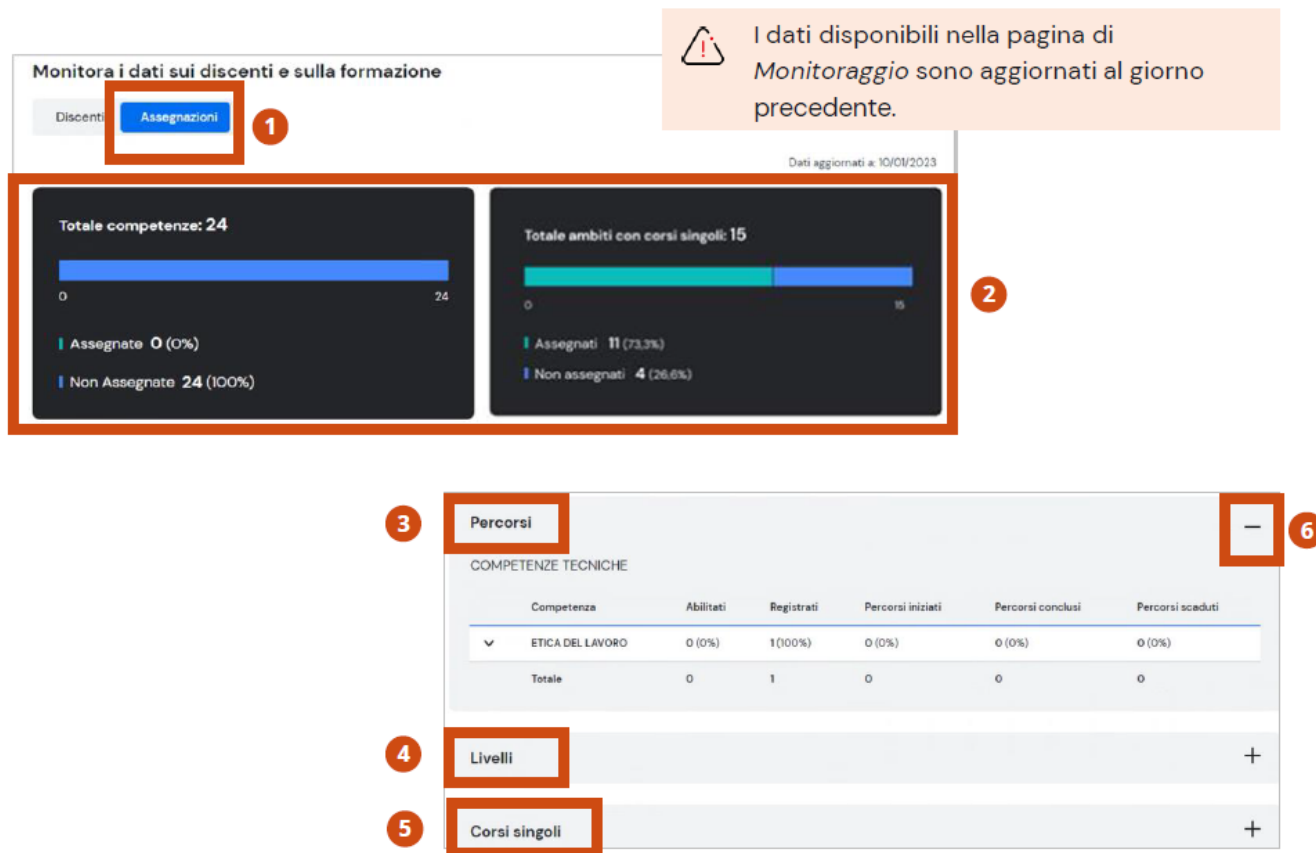 I dati disponibili nella pagina di
Monitoraggio sono aggiornati al giorno
precedente.
Monitora i dati sui discenti e sulla formazione
Discenti Assegnazioni 1
Dati aggiornati a: 10/01/2023
Totale competenze: 24
0 24
Assegnate 0 (0%)
Non Assegnate 24 (100%)
Totale ambiti con corsi singoli: 15
0 15
Assegnati 11 (73,3%)
Non assegnati 4 (26,6%)
2
3 Percorsi 6
COMPETENZE TECNICHE
Competenza Abilitati Registrati Percorsi iniziati Percorsi conclusi Percorsi scaduti
ETICA DEL LAVORO 0 (0%) 1 (100%) 0 (0%) 0 (0%) 0 (0%)
Totale 0 1 0 0 0
4 Livelli +
5 Corsi singoli +